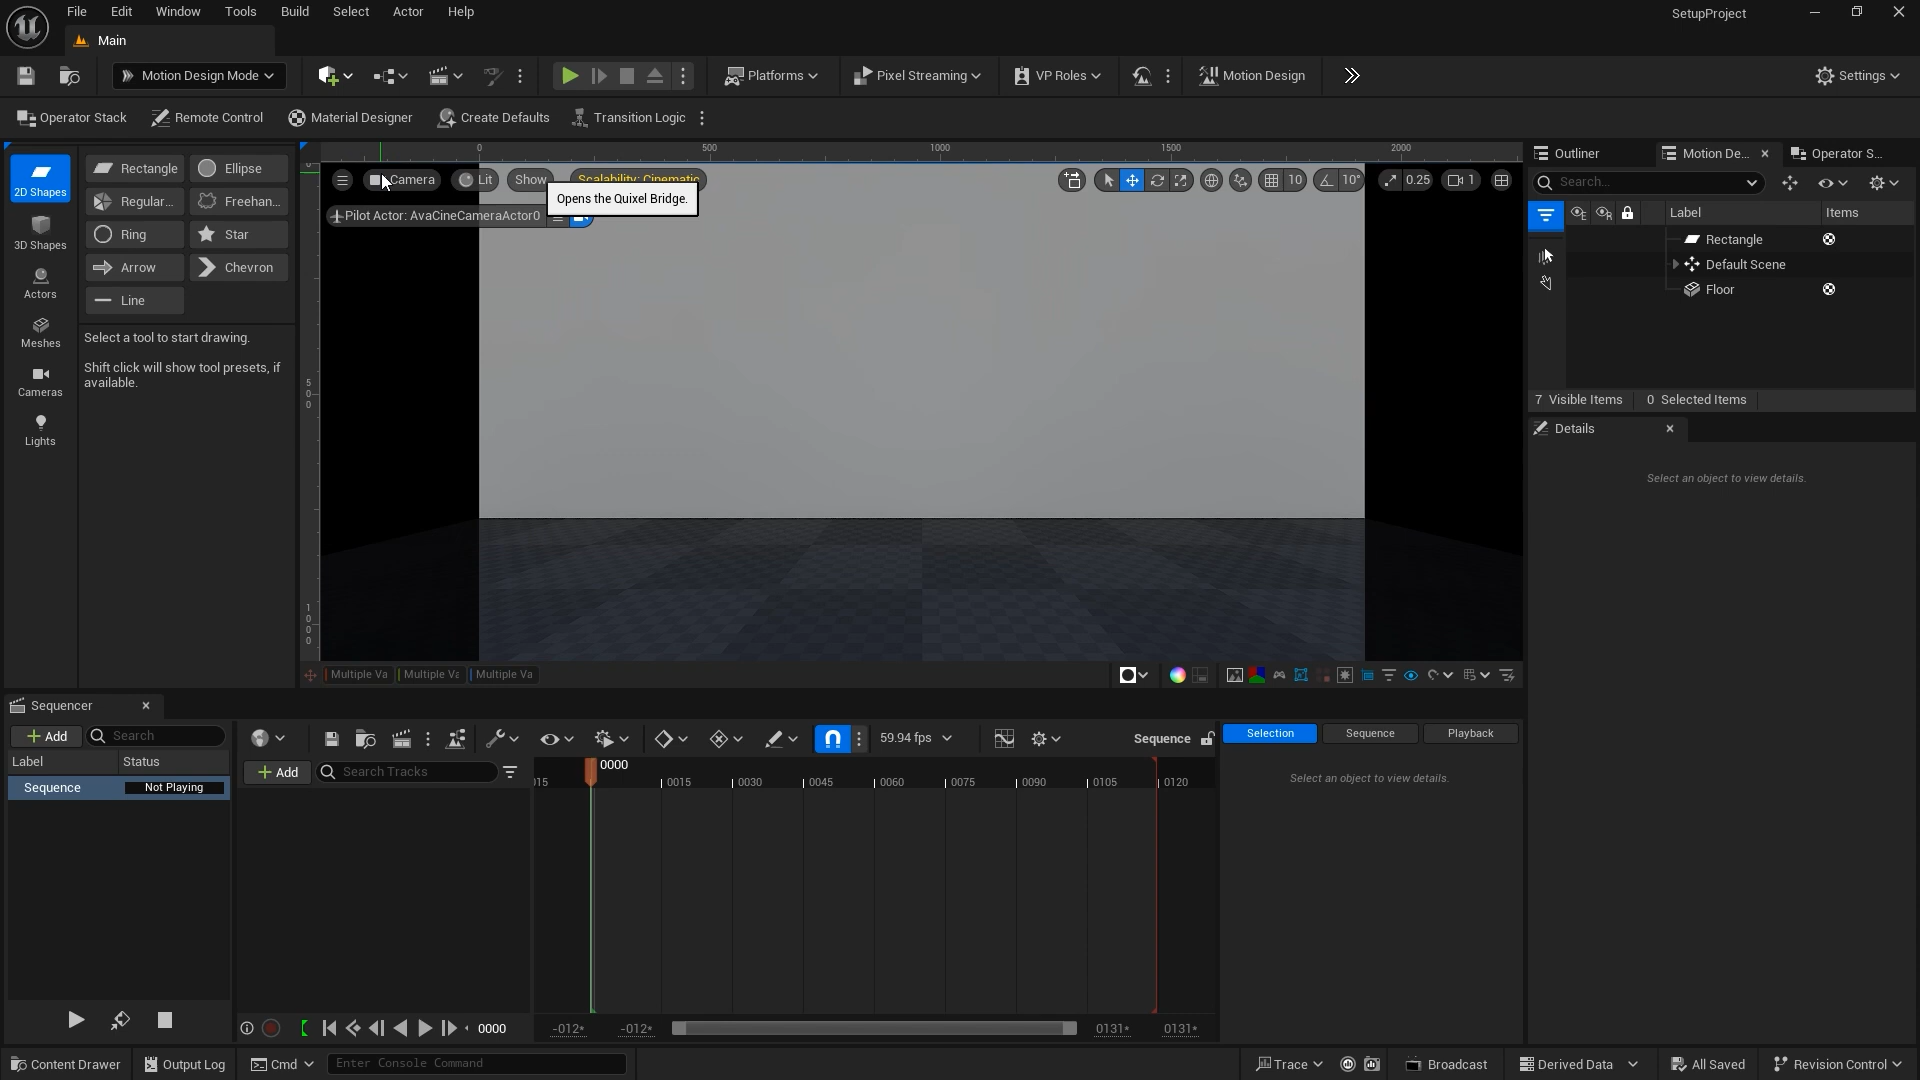 File Edit Window Tools Build Select Actor Help
SetupProject
Main
Motion Design Mode
Platforms
Pixel Streaming
VP Roles
Motion Design
Settings
Operator Stack
Remote Control
Material Designer
Create Defaults
Transition Logic
2D Shapes
3D Shapes
Actors
Meshes
Cameras
Lights
Rectangle Ellipse
Regular... Freehan...
Ring Star
Arrow Chevron
Line
Select a tool to start drawing.
Shift click will show tool presets, if
available.
0 500 1000 1500 2000
500
1000
Camera Lit Show Scalability: Cinematic
Opens the Quixel Bridge.
Pilot Actor: AvaCineCameraActor0
10 10° 0.25 1
Multiple Va Multiple Va Multiple Va
Outliner Motion De... Operator S...
Search...
Label Items
Rectangle
Default Scene
Floor
7 Visible Items 0 Selected Items
Details
Select an object to view details.
Sequencer
Add Search
Label Status
Sequence Not Playing
59.94 fps
Sequence
Add Search Tracks
0000
015 0015 0030 0045 0060 0075 0090 0105 0120
0000
-012* -012* 0131* 0131*
Selection Sequence Playback
Select an object to view details.
Content Drawer Output Log Cmd Enter Console Command
Trace Broadcast Derived Data All Saved Revision Control